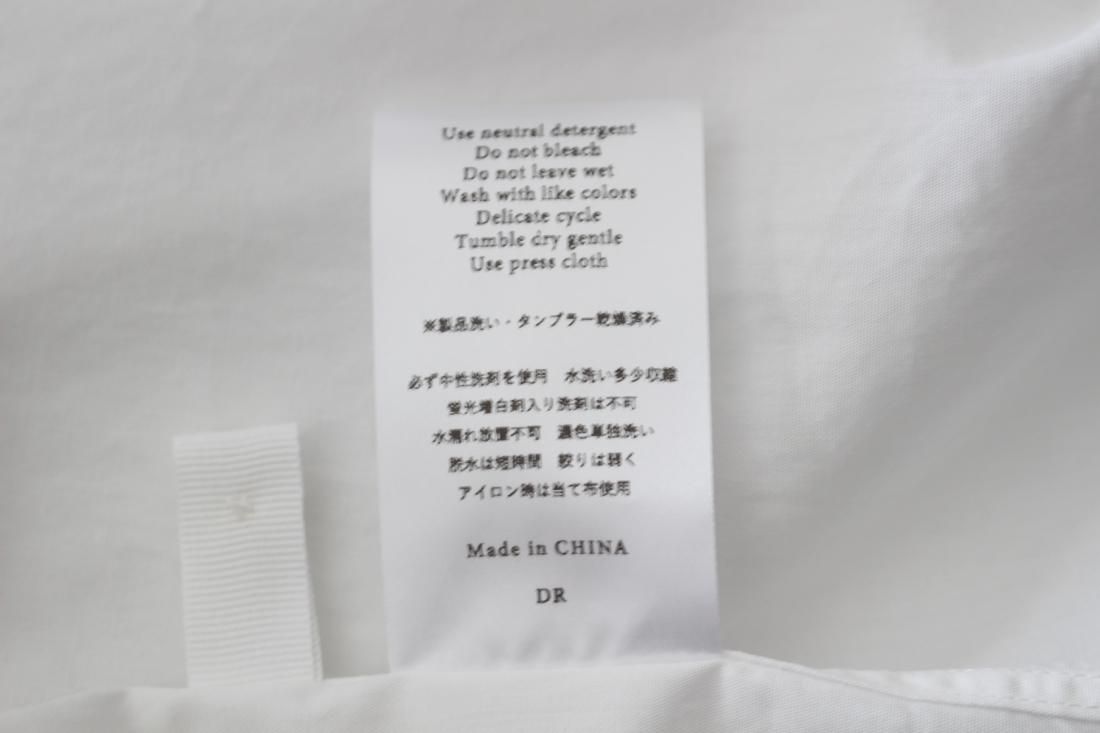 Use neutral detergent
Do not bleach
Do not leave wet
Wash with like colors
Delicate cycle
Tumble dry gentle
Use press cloth
※製品洗い・タンブラー乾燥済み
必ず中性洗剤を使用　水洗い多少収縮
蛍光増白剤入り洗剤は不可
水濡れ放置不可　濃色単独洗い
脱水は短時間　絞りは弱く
アイロン時は当て布使用
Made in CHINA
DR